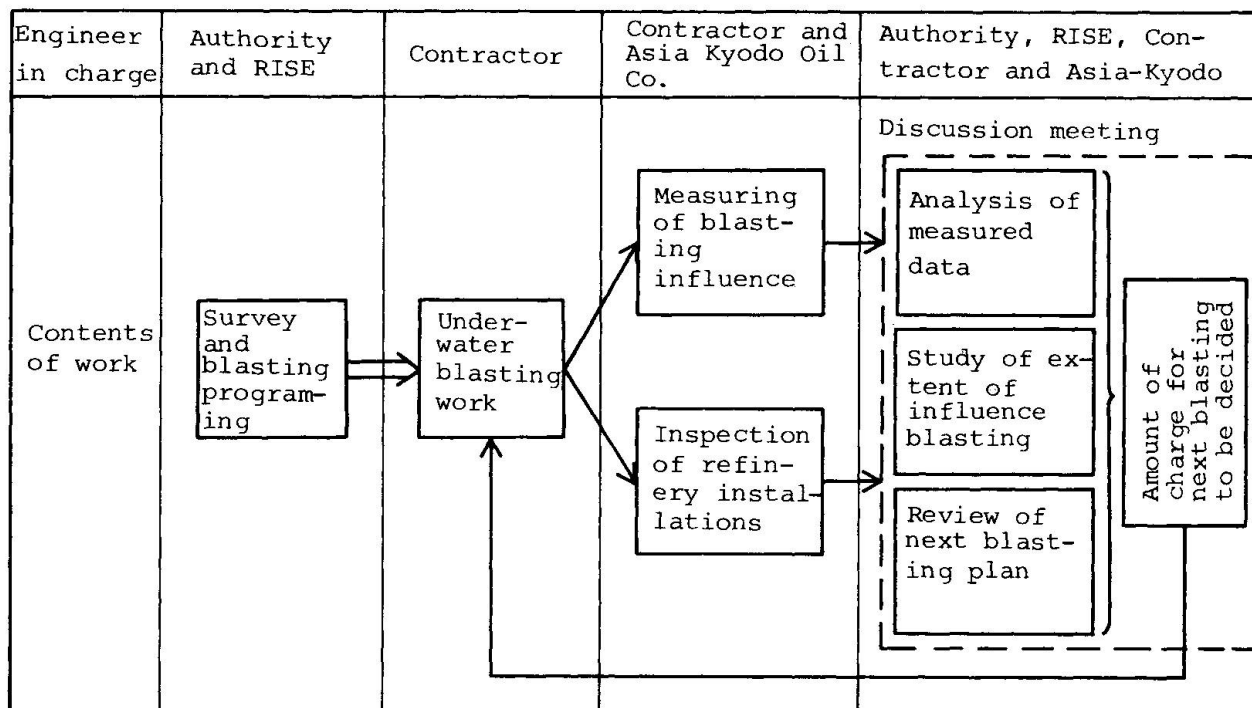 Engineer
in charge
Authority
and RISE
Contractor
Contractor and
Asia Kyodo Oil
Co.
Authority, RISE, Con-
tractor and Asia-Kyodo
Contents
of work
Survey
and
blasting
program-
ing
Under-
water
blasting
work
Measuring
of blast-
ing
influence
Inspection
of refin-
ery instal-
lations
Discussion meeting
Analysis of
measured
data
Study of ex-
tent of
influence
blasting
Review of
next blast-
ing plan
Amount of
charge for
next blasting
to be decided